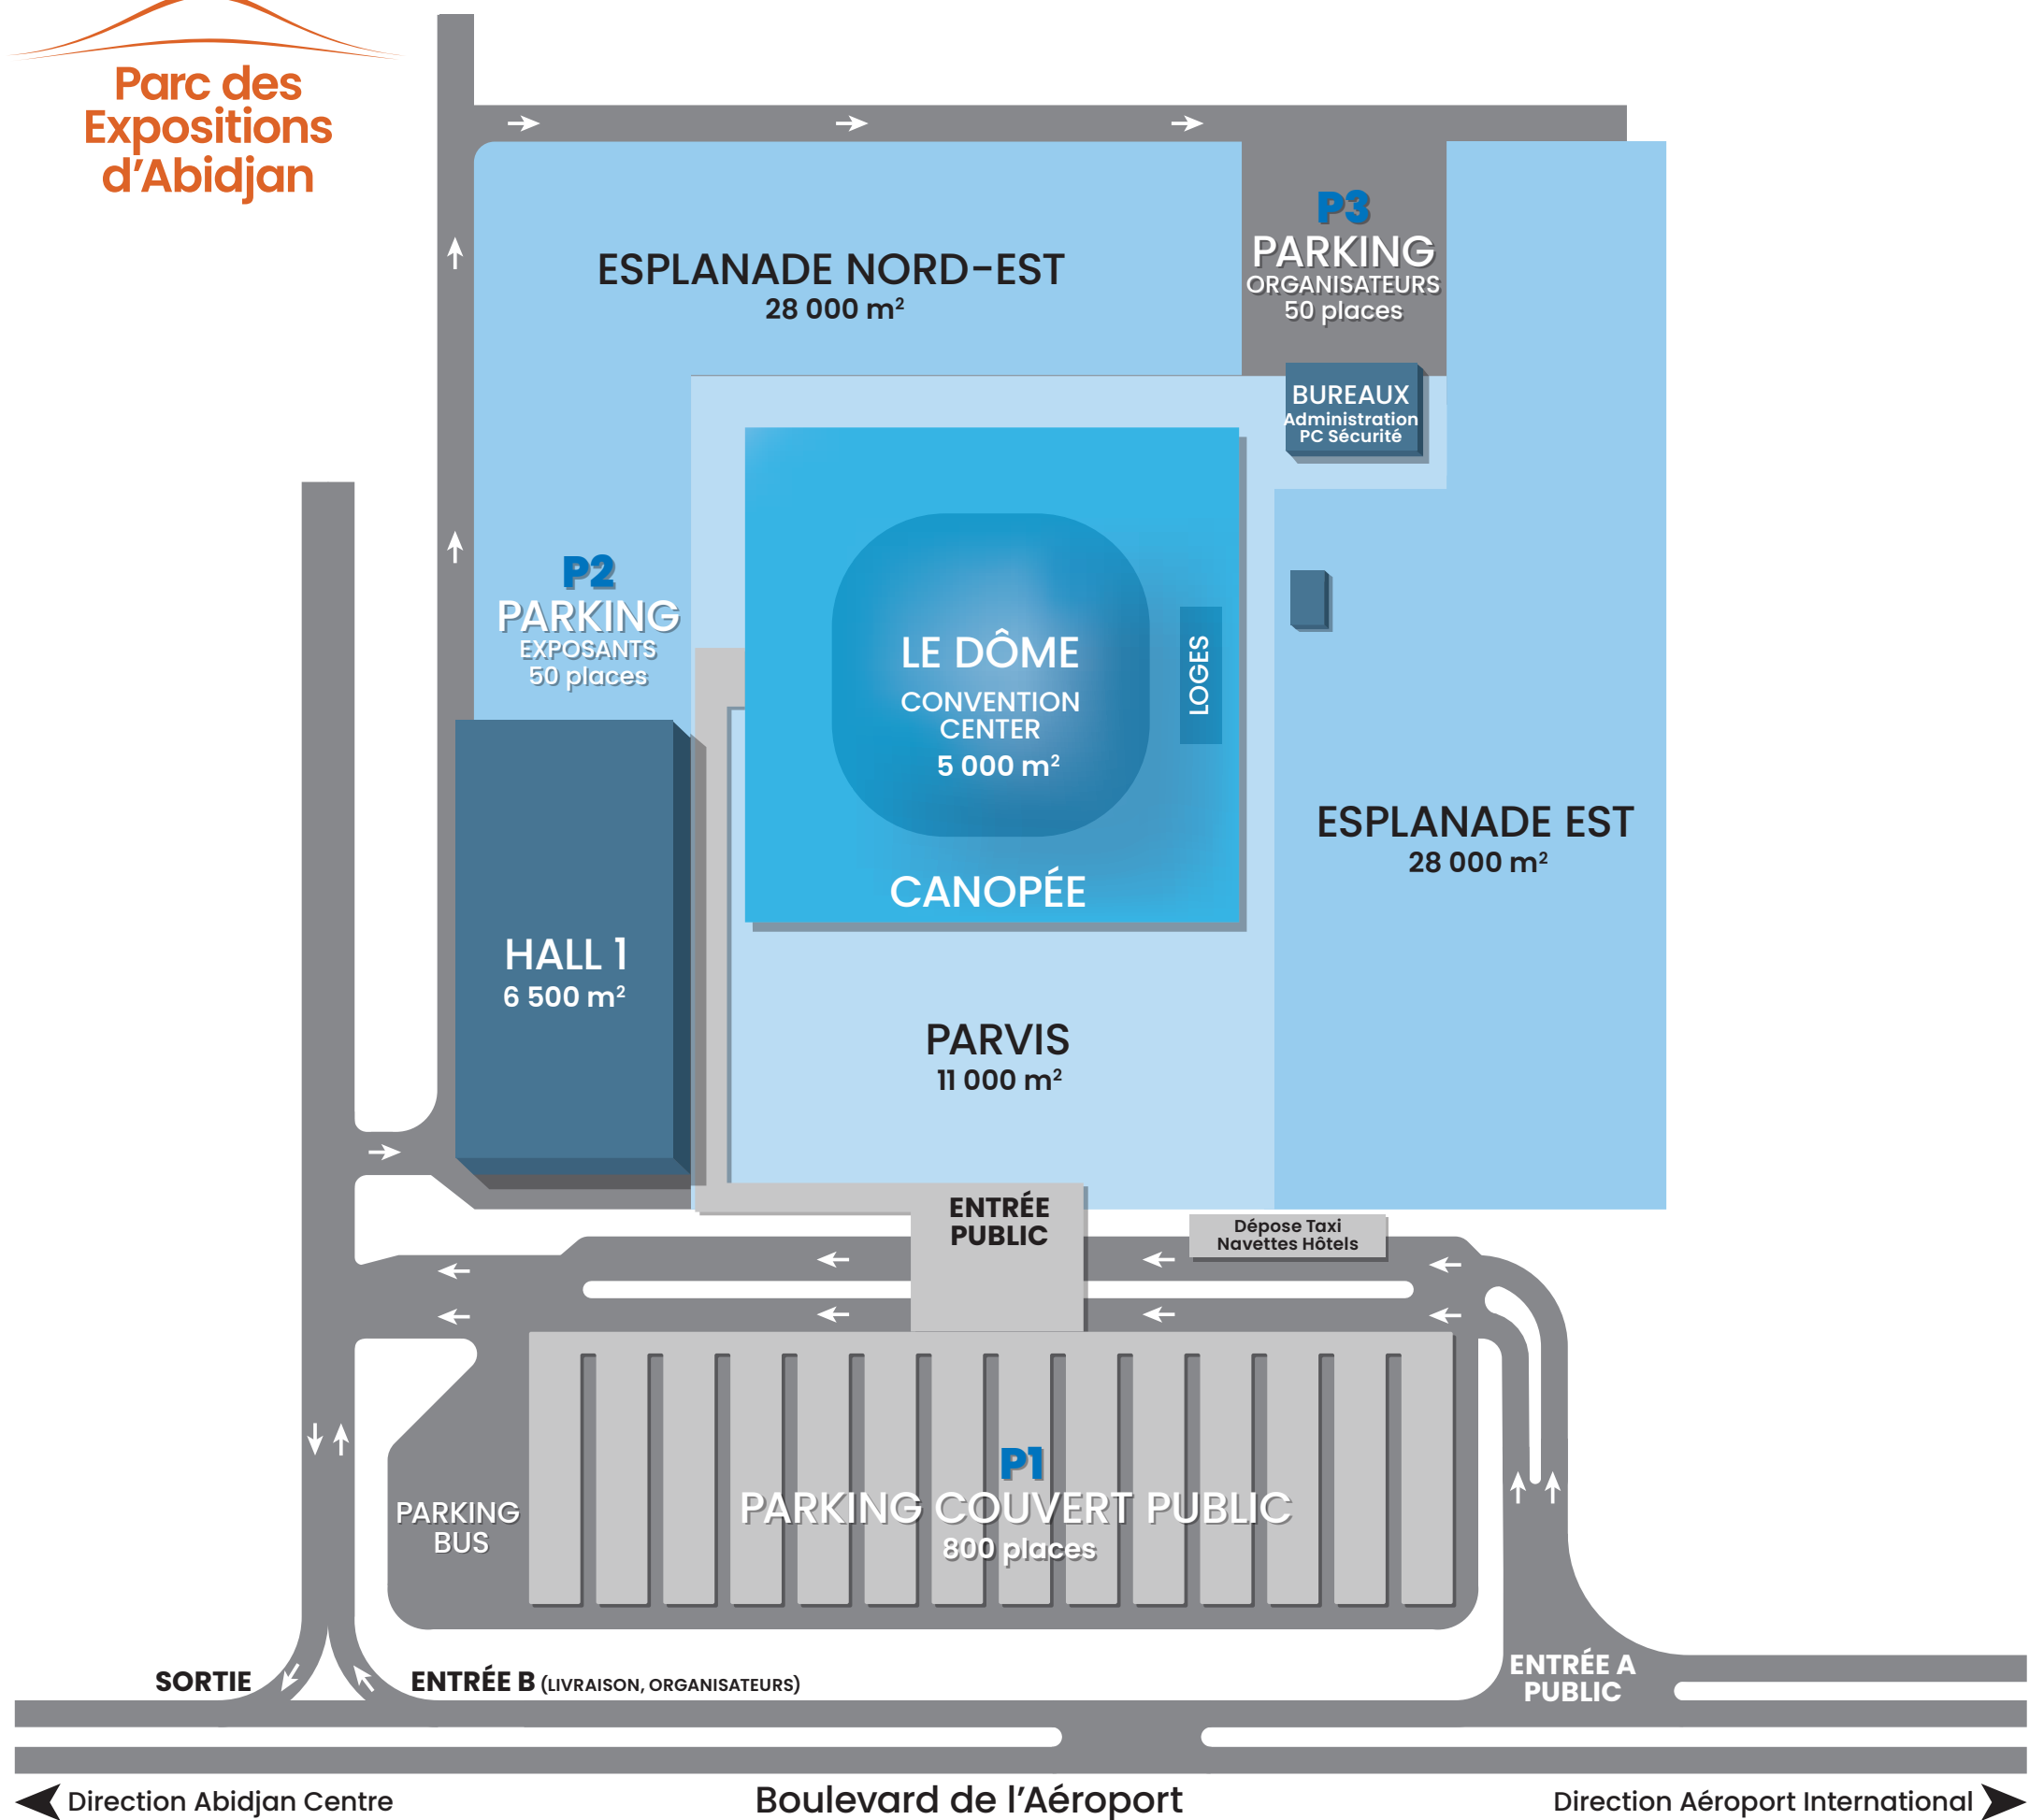 Parc des
Expositions
d'Abidjan
P3
PARKING
ORGANISATEURS
50 places
ESPLANADE NORD-EST
28 000 m²
BUREAUX
Administration
PC Sécurité
P2
PARKING
EXPOSANTS
50 places
LE DÔME
CONVENTION
CENTER
5 000 m²
LOGES
CANOPÉE
ESPLANADE EST
28 000 m²
HALL 1
6 500 m²
PARVIS
11 000 m²
ENTRÉE
PUBLIC
Dépose Taxi
Navettes Hôtels
P1
PARKING COUVERT PUBLIC
800 places
PARKING
BUS
SORTIE
ENTRÉE B (LIVRAISON, ORGANISATEURS)
ENTRÉE A
PUBLIC
Direction Abidjan Centre
Boulevard de l'Aéroport
Direction Aéroport International